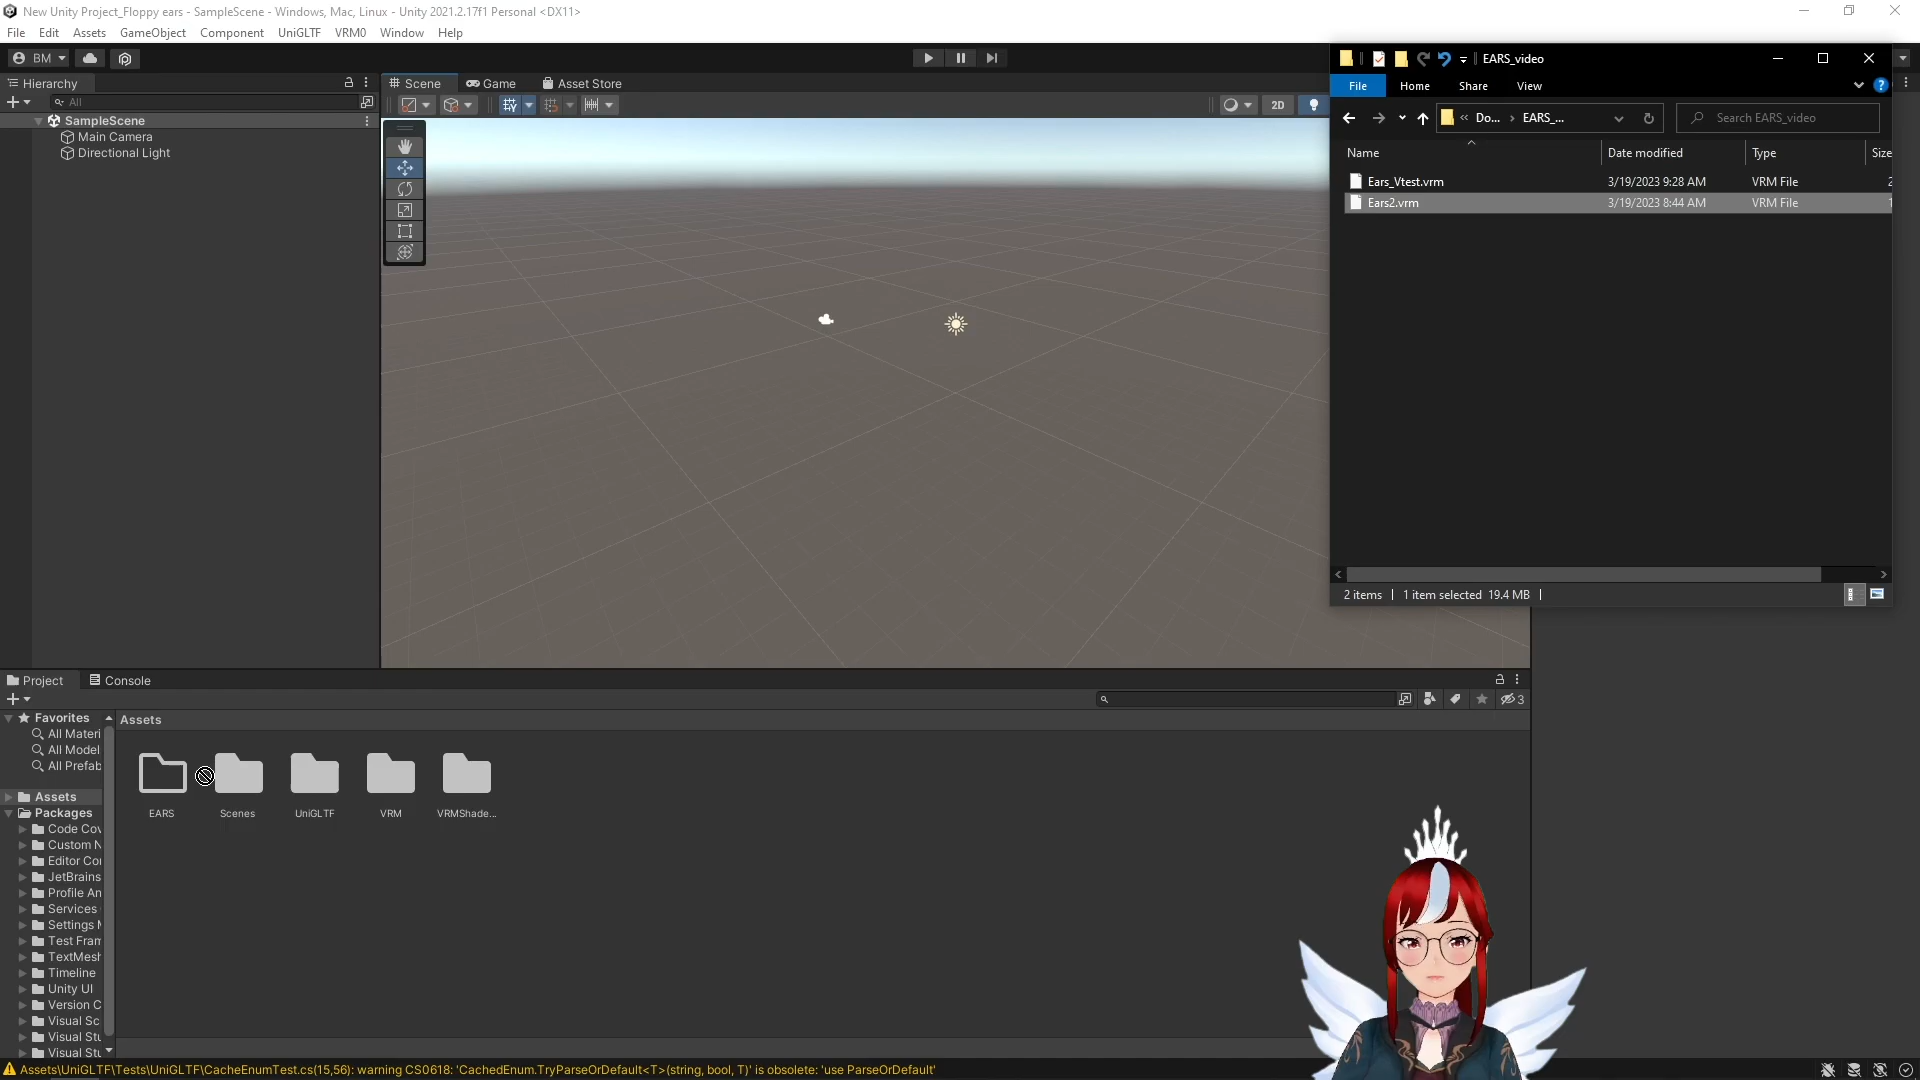 New Unity Project_Floppy ears - SampleScene - Windows, Mac, Linux - Unity 2021.2.17f1 Personal <DX11>
File Edit Assets GameObject Component UniGLTF VRM0 Window Help
BM
Hierarchy
All
SampleScene
Main Camera
Directional Light
Scene Game Asset Store
2D
EARS_video
File Home Share View
« Do... › EARS_... Search EARS_video
Name Date modified Type Size
Ears_Vtest.vrm 3/19/2023 9:28 AM VRM File 2
Ears2.vrm 3/19/2023 8:44 AM VRM File 1
2 items 1 item selected 19.4 MB
Project Console
3
Favorites
All Materi
All Model
All Prefab
Assets
Packages
Code Cov
Custom N
Editor Cor
JetBrains
Profile An
Services
Settings M
Test Fram
TextMesh
Timeline
Unity UI
Version C
Visual Sc
Visual Stu
Visual Stu
Assets
EARS Scenes UniGLTF VRM VRMShade...
Assets\UniGLTF\Tests\UniGLTF\CacheEnumTest.cs(15,56): warning CS0618: 'CachedEnum.TryParseOrDefault<T>(string, bool, T)' is obsolete: 'use ParseOrDefault'